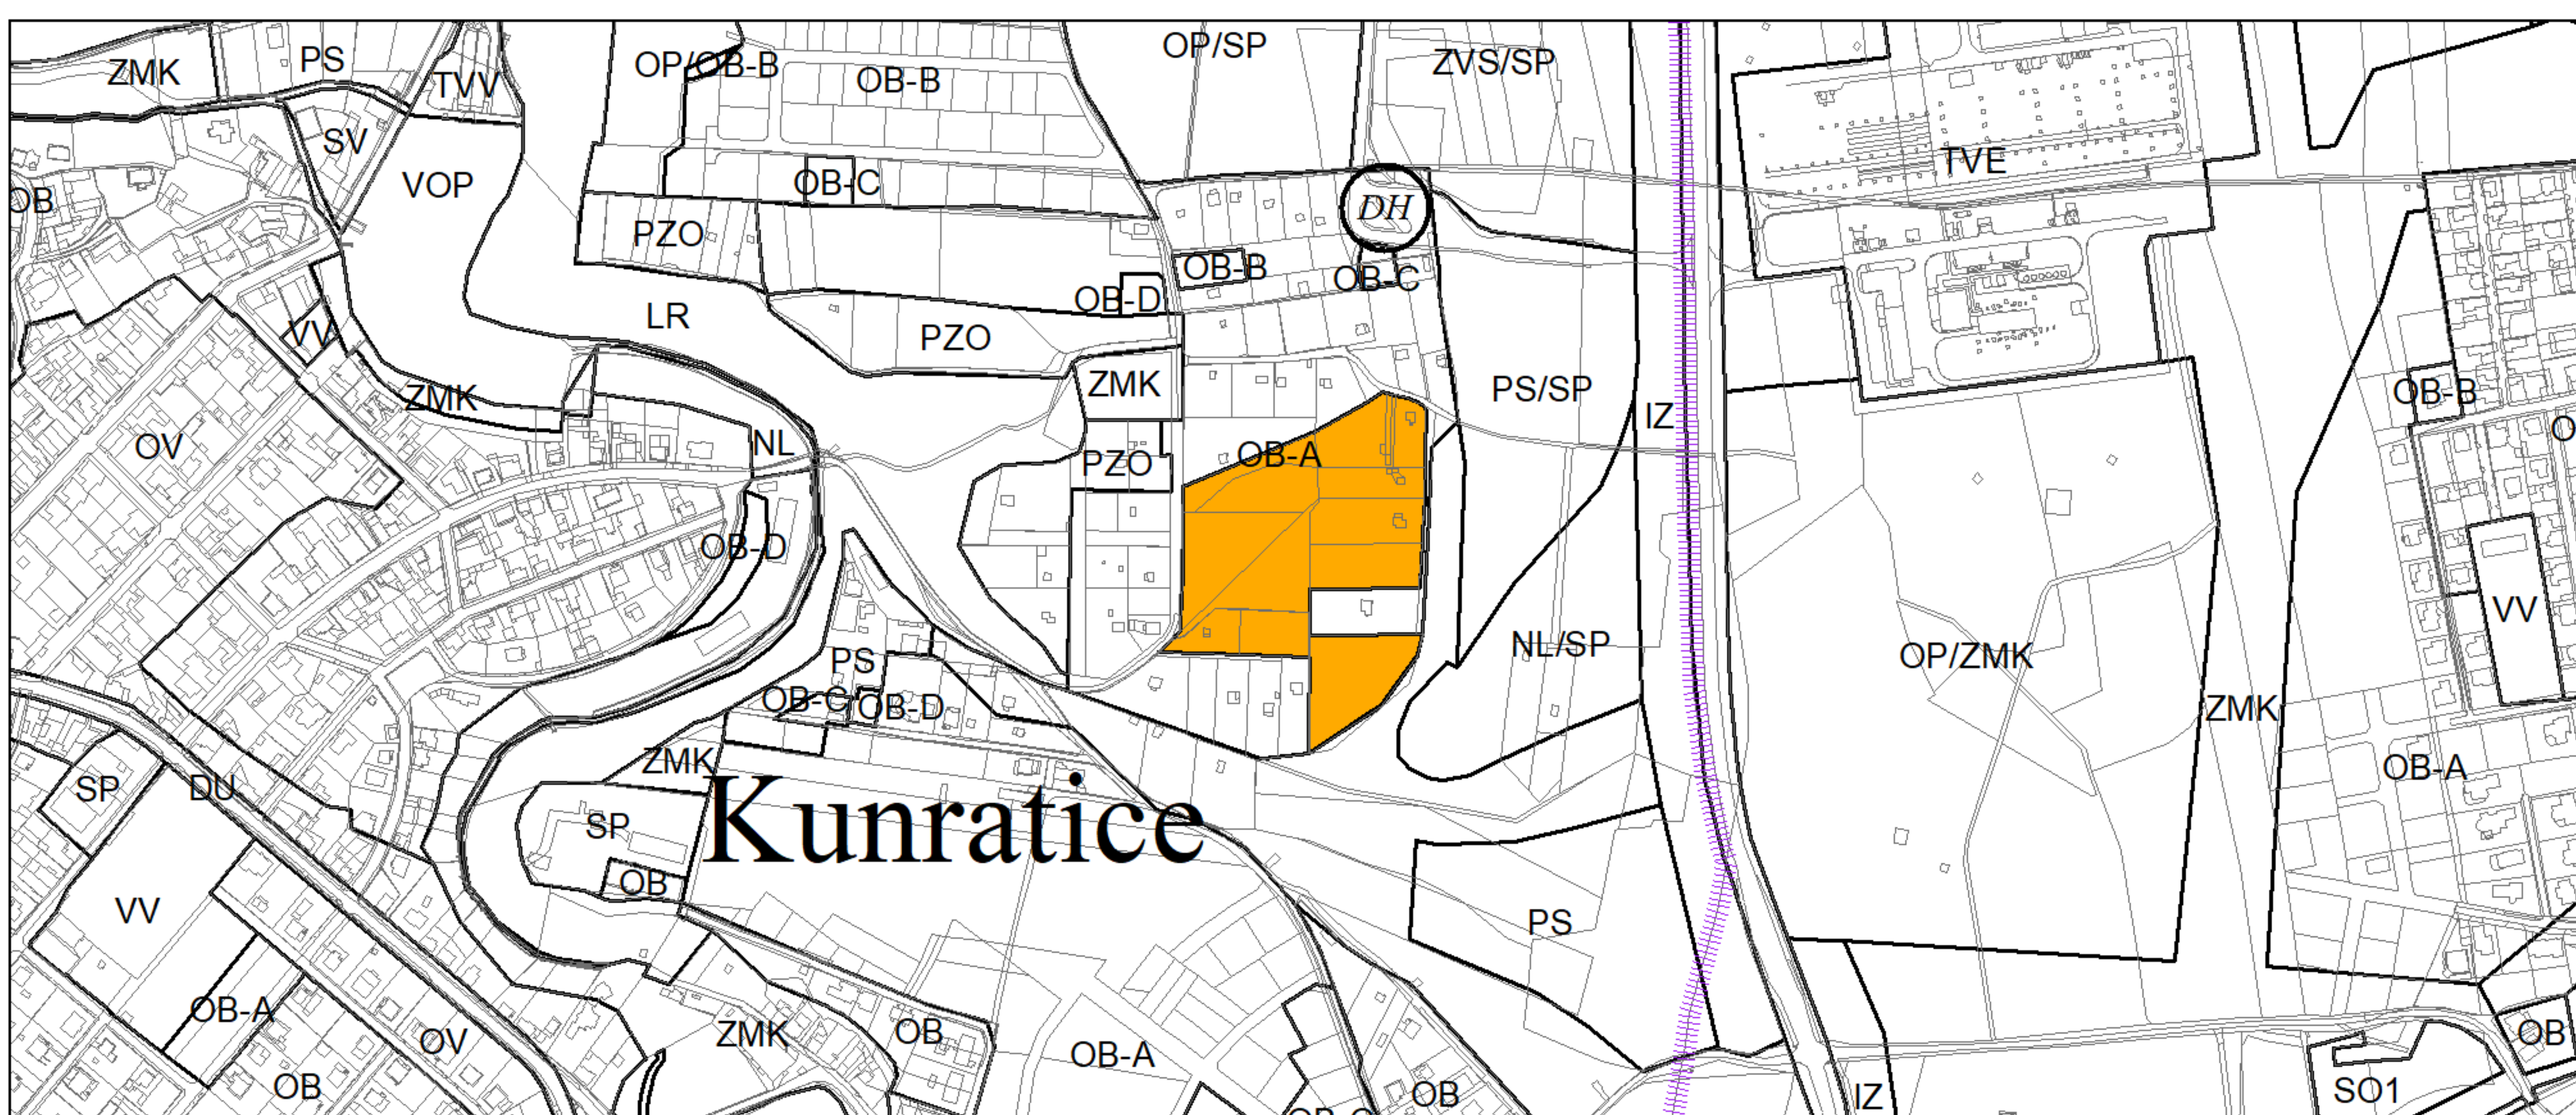 ZMK
PS
TVV
OP/OB-B
OB-B
OP/SP
ZVS/SP
SV
VOP
OB-C
TVE
OB
PZO
DH
OB-B
OB-C
OB-D
VV
LR
PZO
ZMK
ZMK
PS/SP
IZ
OB-B
OV
NL
PZO
OB-A
OB-D
VV
PS
NL/SP
OP/ZMK
OB-C
OB-D
ZMK
ZMK
SP
DU
OB-A
SP
Kunratice
OB
VV
PS
OB-A
OV
ZMK
OB
OB-A
OB
OB
OB
IZ
SO1